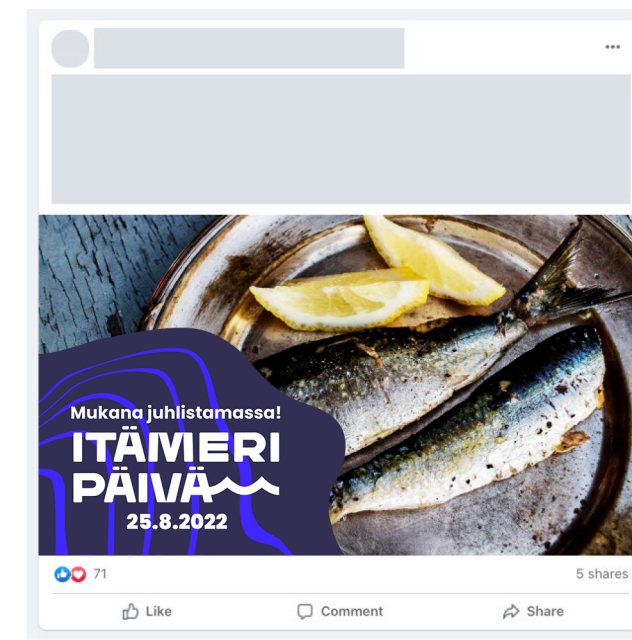 Mukana juhlistamassa!
ITÄMERI
PÄIVÄ
25.8.2022
71
5 shares
Like
Comment
Share